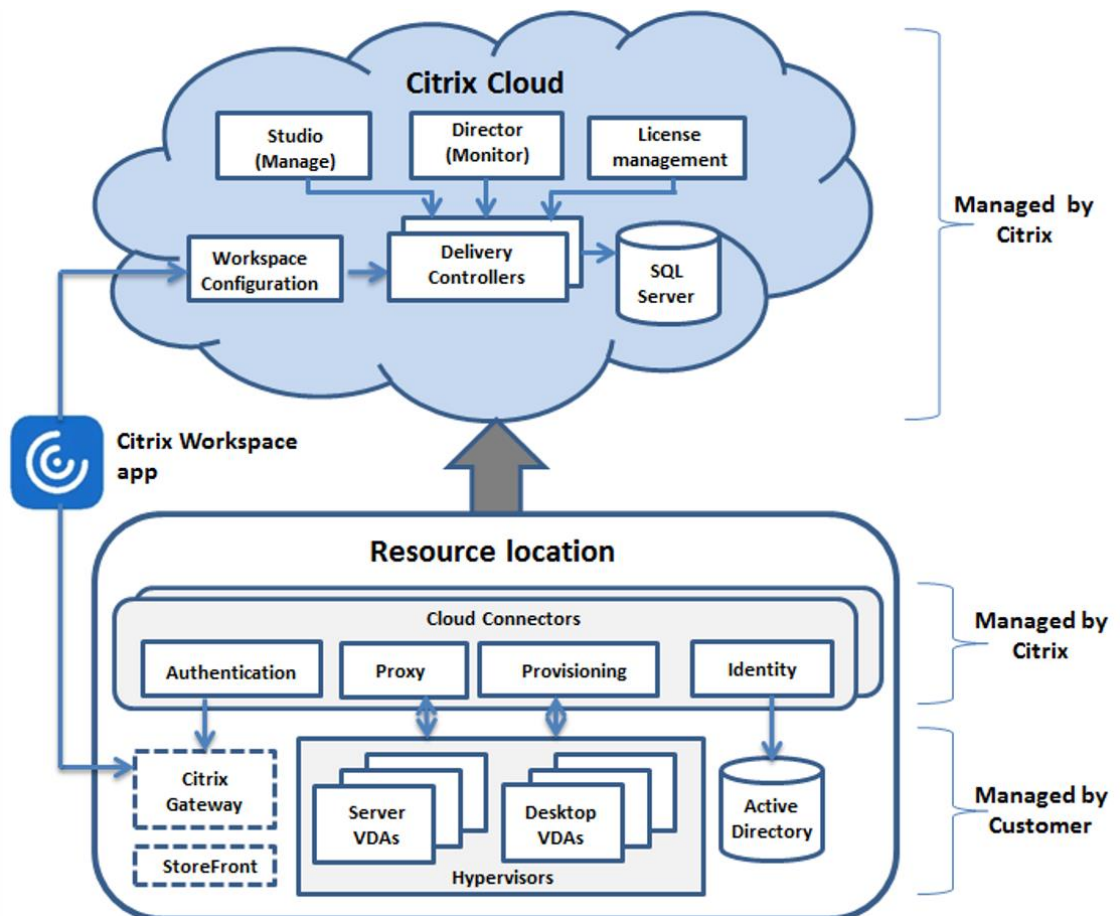 Citrix Cloud
Studio
(Manage)
Director
(Monitor)
License
management
Managed by
Citrix
Workspace
Configuration
Delivery
Controllers
SQL
Server
Citrix Workspace
app
Resource location
Cloud Connectors
Authentication
Proxy
Provisioning
Identity
Managed by
Citrix
Citrix
Gateway
StoreFront
Server
VDAs
Desktop
VDAs
Hypervisors
Active
Directory
Managed by
Customer